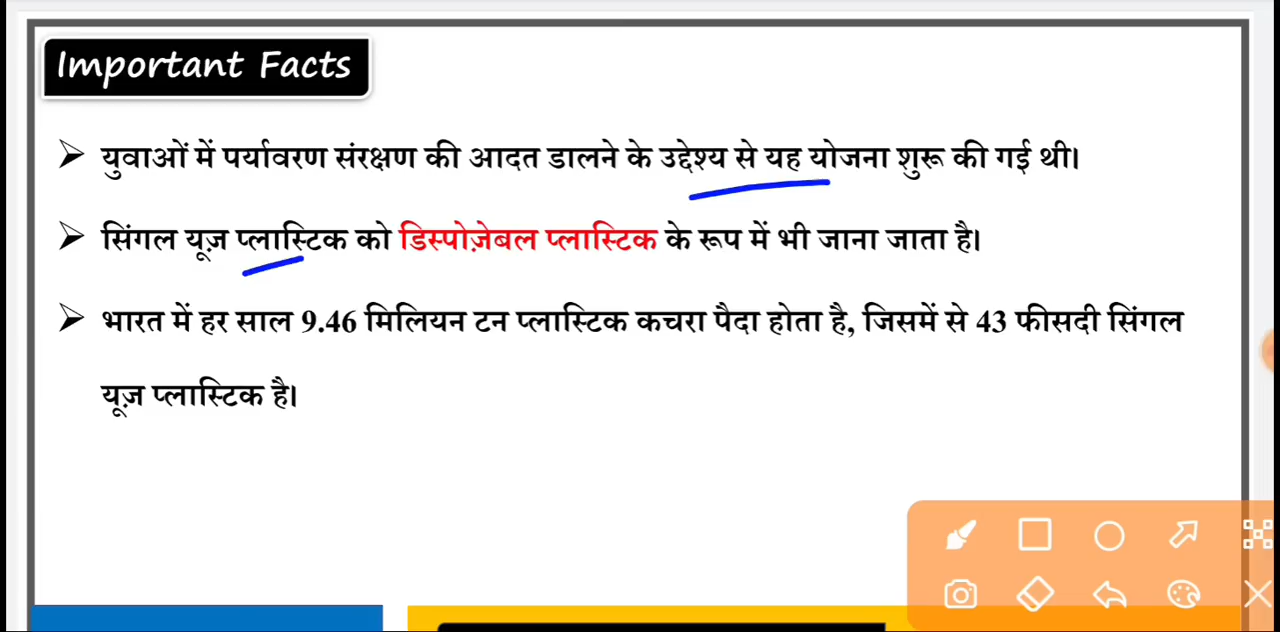 Important Facts
➢ युवाओं में पर्यावरण संरक्षण की आदत डालने के उद्देश्य से यह योजना शुरू की गई थी।
➢ सिंगल यूज़ प्लास्टिक को डिस्पोज़ेबल प्लास्टिक के रूप में भी जाना जाता है।
➢ भारत में हर साल 9.46 मिलियन टन प्लास्टिक कचरा पैदा होता है, जिसमें से 43 फीसदी सिंगल
यूज़ प्लास्टिक है।